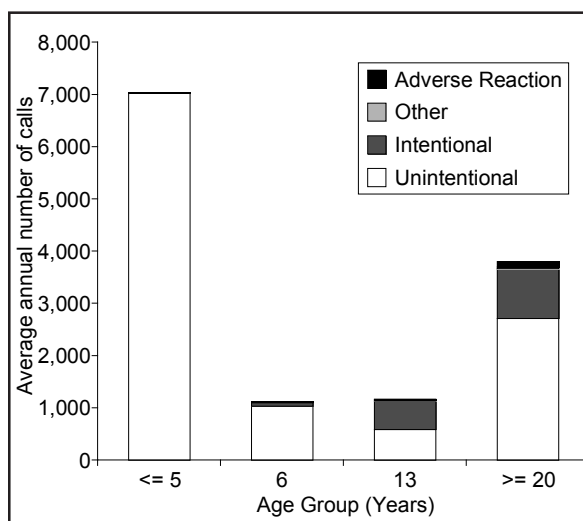 8,000
7,000
6,000
5,000
4,000
3,000
2,000
1,000
0
Average annual number of calls
Adverse Reaction
Other
Intentional
Unintentional
<= 5
6
13
>= 20
Age Group (Years)